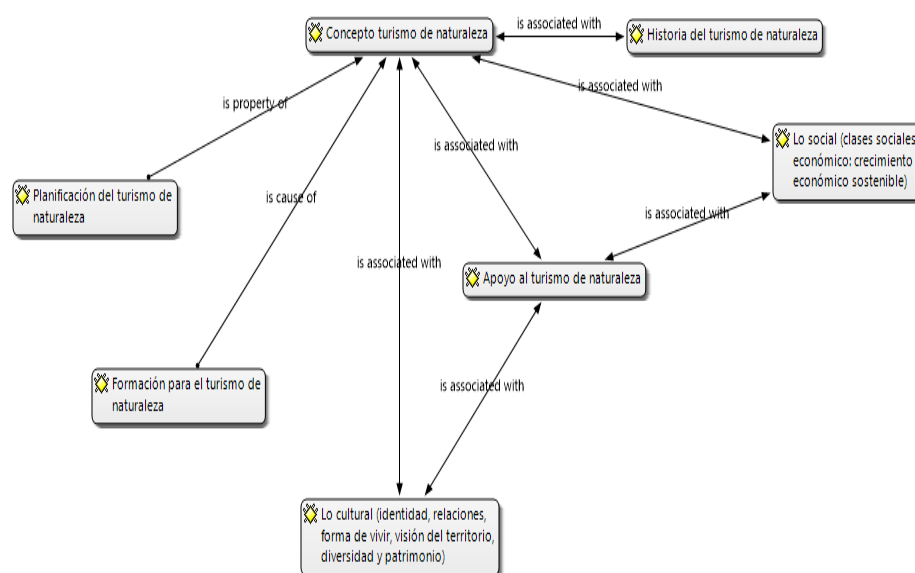 is associated with
Concepto turismo de naturaleza
Historia del turismo de naturaleza
is associated with
is property of
Lo social (clases sociales
económico: crecimiento
económico sostenible)
is associated with
Planificación del turismo de
naturaleza
is cause of
is associated with
is associated with
Apoyo al turismo de naturaleza
Formación para el turismo de
naturaleza
is associated with
Lo cultural (identidad, relaciones,
forma de vivir, visión del territorio,
diversidad y patrimonio)